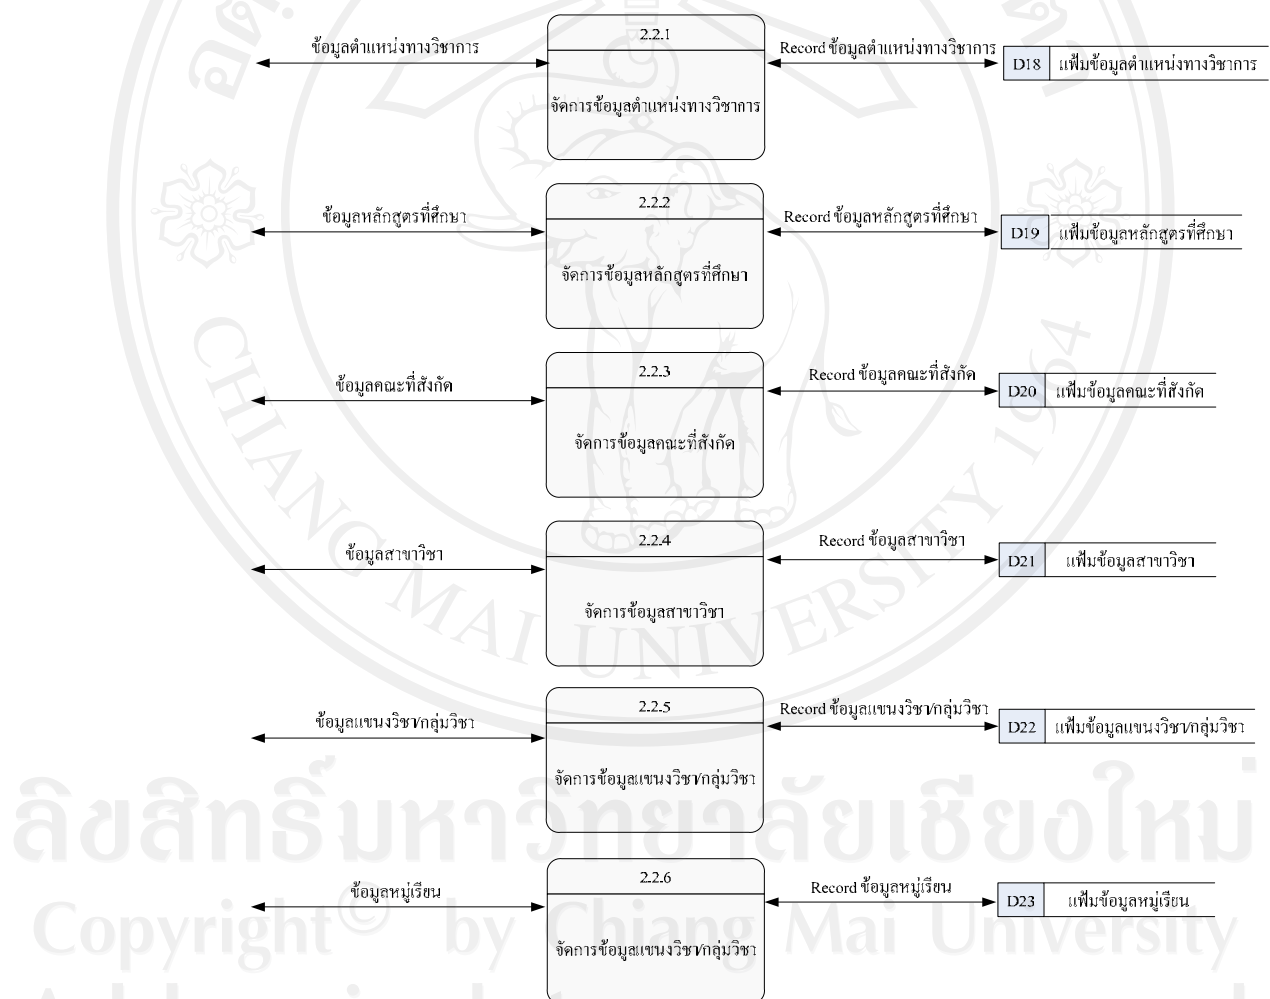 2.2.1
ข้อมูลตำแหน่งทางวิชาการ
Record ข้อมูลตำแหน่งทางวิชาการ
D18 แฟ้มข้อมูลตำแหน่งทางวิชาการ
จัดการข้อมูลตำแหน่งทางวิชาการ
2.2.2
ข้อมูลหลักสูตรที่ศึกษา
Record ข้อมูลหลักสูตรที่ศึกษา
D19 แฟ้มข้อมูลหลักสูตรที่ศึกษา
จัดการข้อมูลหลักสูตรที่ศึกษา
2.2.3
ข้อมูลคณะที่สังกัด
Record ข้อมูลคณะที่สังกัด
D20 แฟ้มข้อมูลคณะที่สังกัด
จัดการข้อมูลคณะที่สังกัด
2.2.4
ข้อมูลสาขาวิชา
Record ข้อมูลสาขาวิชา
D21 แฟ้มข้อมูลสาขาวิชา
จัดการข้อมูลสาขาวิชา
2.2.5
ข้อมูลแขนงวิชา/กลุ่มวิชา
Record ข้อมูลแขนงวิชา/กลุ่มวิชา
D22 แฟ้มข้อมูลแขนงวิชา/กลุ่มวิชา
จัดการข้อมูลแขนงวิชา/กลุ่มวิชา
2.2.6
ข้อมูลหมู่เรียน
Record ข้อมูลหมู่เรียน
D23 แฟ้มข้อมูลหมู่เรียน
จัดการข้อมูลแขนงวิชา/กลุ่มวิชา
CHIANG MAI UNIVERSITY 1964
ลิขสิทธิ์มหาวิทยาลัยเชียงใหม่
Copyright© by Chiang Mai University